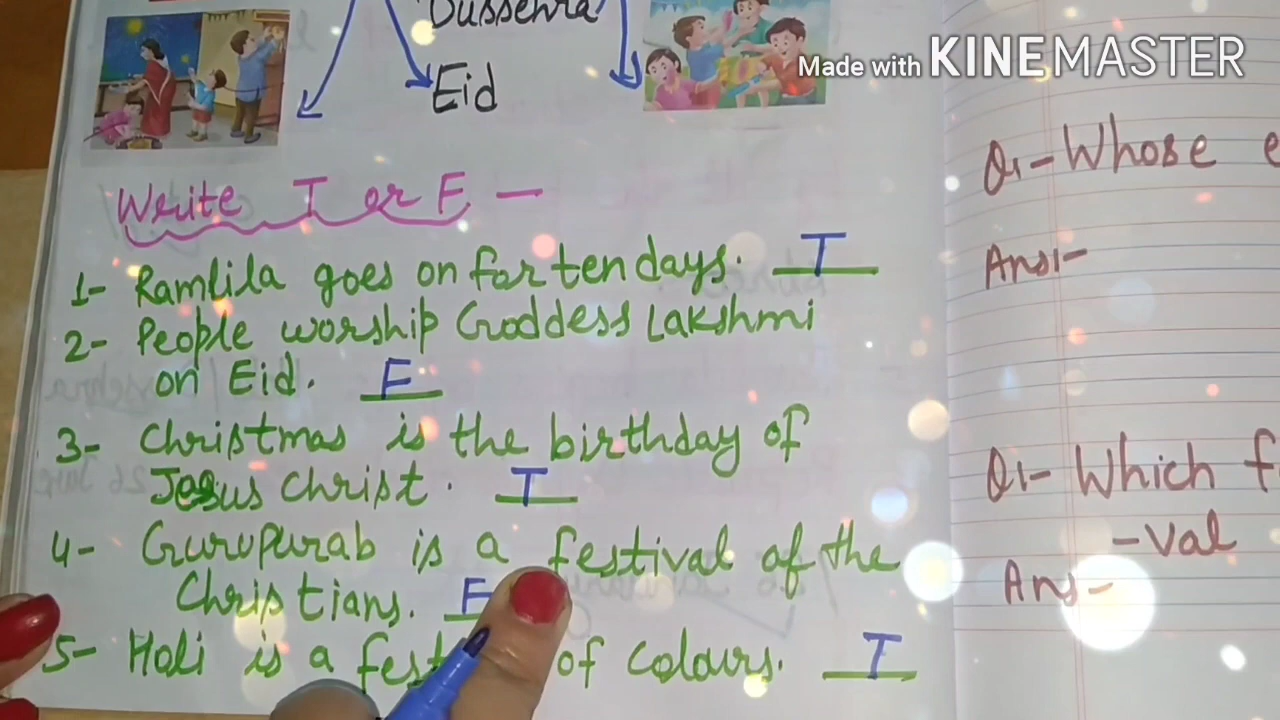 Dussehra
Eid
Made with KINEMASTER
Write T or F -
1- Ramlila goes on for ten days. T
2- People worship Goddess Lakshmi
on Eid. F
3- Christmas is the birthday of
Jesus Christ. T
4- Gurupurab is a festival of the
Christians. F
5- Holi is a fest of colours. T
Q1- Whose
Ans1-
Q1- Which
- Val
Ans-